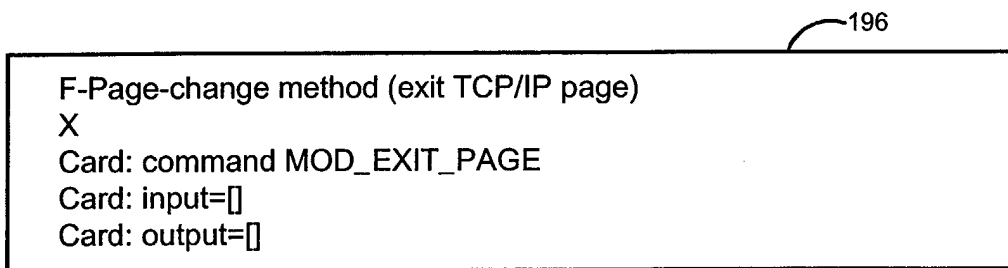 196
F-Page-change method (exit TCP/IP page)
X
Card: command MOD_EXIT_PAGE
Card: input=[]
Card: output=[]